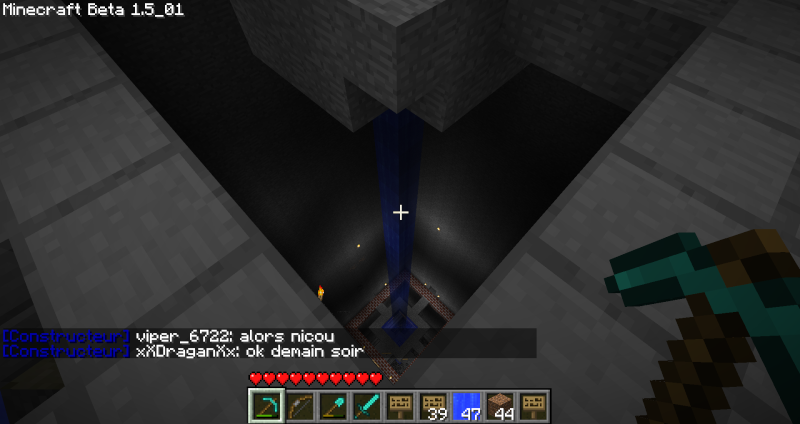 Minecraft Beta 1.5_01
[Constructeur] viper_6722: alors nicou
[Constructeur] xXDraganXx: ok demain soir
39 47 44